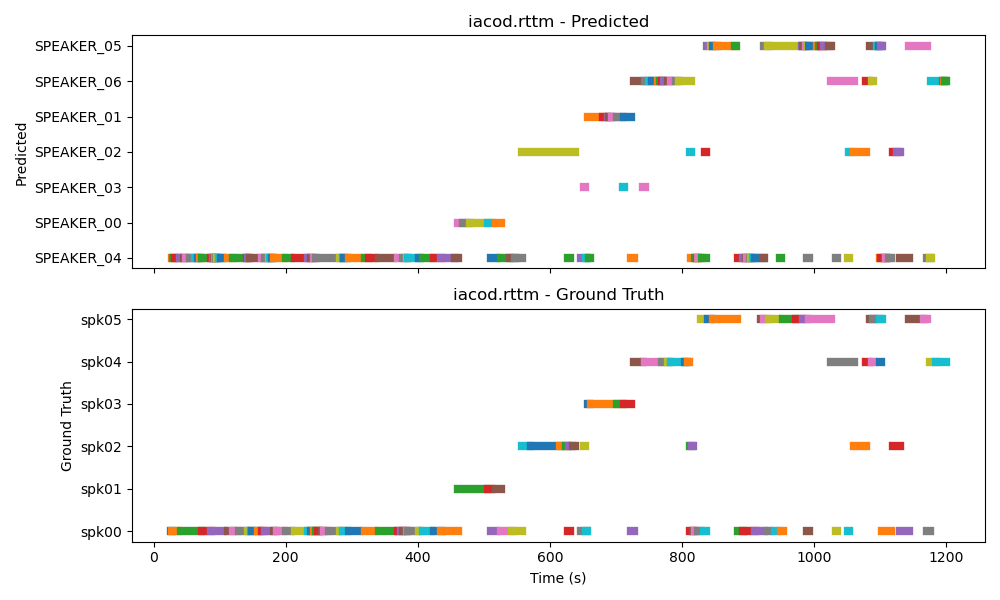 iacod.rttm - Predicted
SPEAKER_05
SPEAKER_06
SPEAKER_01
SPEAKER_02
SPEAKER_03
SPEAKER_00
SPEAKER_04
Predicted
iacod.rttm - Ground Truth
spk05
spk04
spk03
spk02
spk01
spk00
Ground Truth
0 200 400 600 800 1000 1200
Time (s)